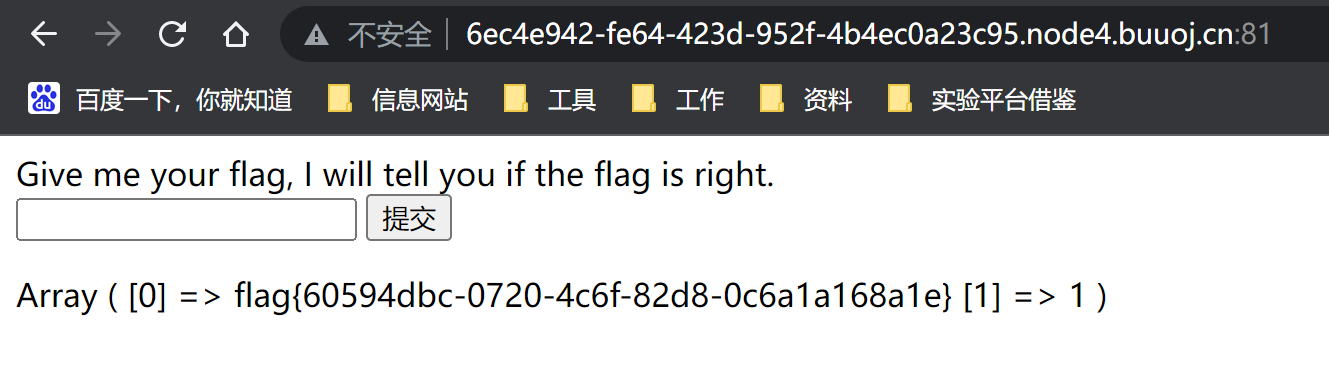 不安全 6ec4e942-fe64-423d-952f-4b4ec0a23c95.node4.buuoj.cn:81
du 百度一下，你就知道 信息网站 工具 工作 资料 实验平台借鉴
Give me your flag, I will tell you if the flag is right.
提交
Array ( [0] => flag{60594dbc-0720-4c6f-82d8-0c6a1a168a1e} [1] => 1 )